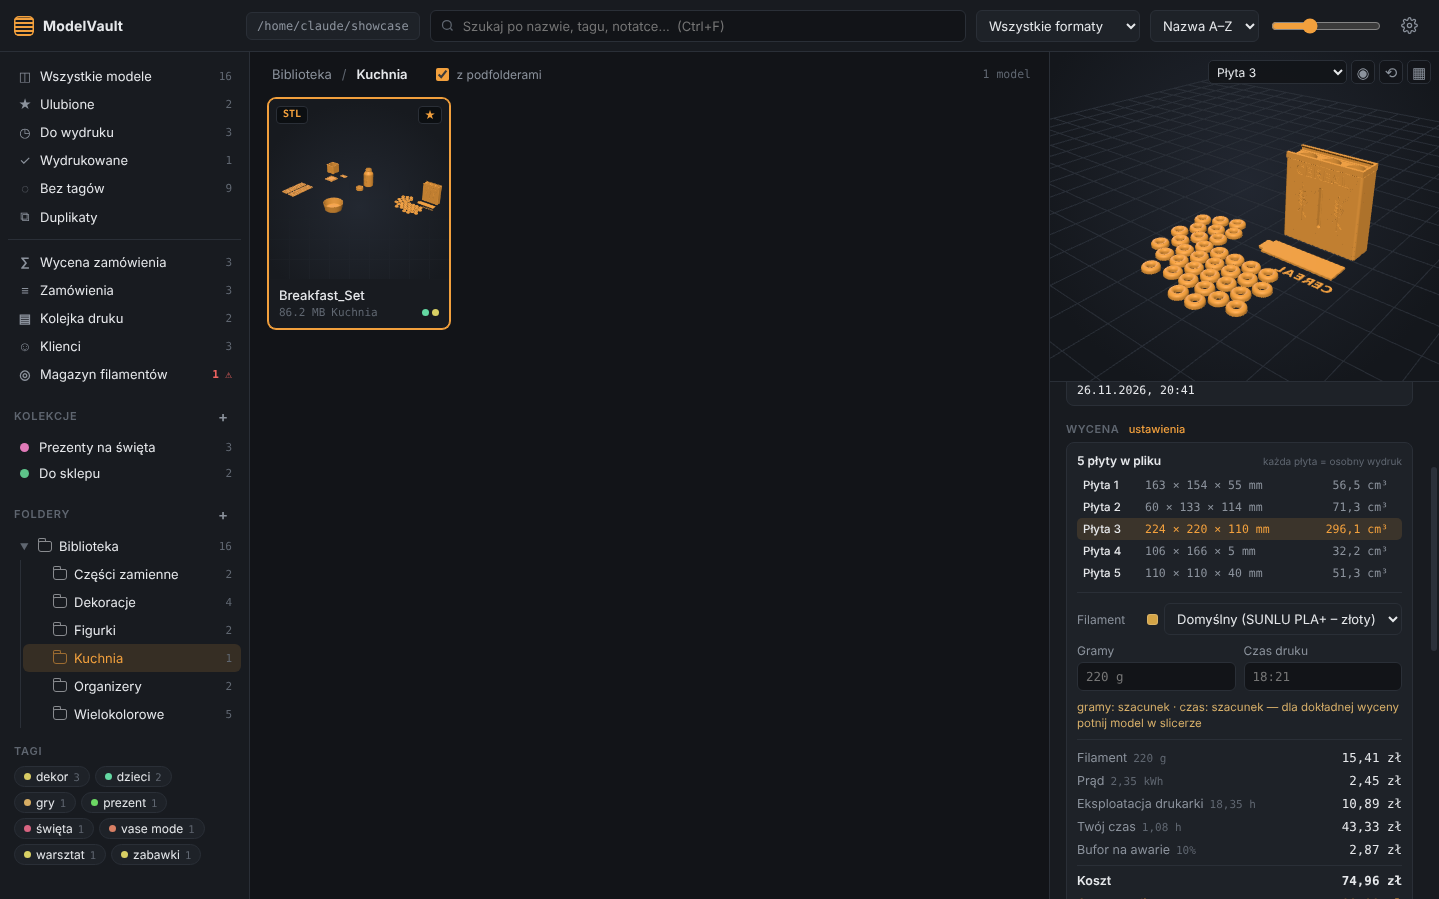 ModelVault
/home/claude/showcase
Szukaj po nazwie, tagu, notatce… (Ctrl+F)
Wszystkie formaty
Nazwa A–Z
Wszystkie modele 16
Ulubione 2
Do wydruku 3
Wydrukowane 1
Bez tagów 9
Duplikaty
Wycena zamówienia 3
Zamówienia 3
Kolejka druku 2
Klienci 3
Magazyn filamentów 1 ⚠
KOLEKCJE +
Prezenty na święta 3
Do sklepu 2
FOLDERY +
Biblioteka 16
Części zamienne 2
Dekoracje 4
Figurki 2
Kuchnia 1
Organizery 2
Wielokolorowe 5
TAGI
dekor 3 dzieci 2
gry 1 prezent 1
święta 1 vase mode 1
warsztat 1 zabawki 1
Biblioteka / Kuchnia z podfolderami 1 model
STL
Breakfast_Set
86.2 MB Kuchnia
Płyta 3
CEREAL
26.11.2026, 20:41
WYCENA ustawienia
5 płyty w pliku każda płyta = osobny wydruk
Płyta 1 163 × 154 × 55 mm 56,5 cm³
Płyta 2 60 × 133 × 114 mm 71,3 cm³
Płyta 3 224 × 220 × 110 mm 296,1 cm³
Płyta 4 106 × 166 × 5 mm 32,2 cm³
Płyta 5 110 × 110 × 40 mm 51,3 cm³
Filament Domyślny (SUNLU PLA+ – złoty)
Gramy Czas druku
220 g 18:21
gramy: szacunek · czas: szacunek — dla dokładnej wyceny
potnij model w slicerze
Filament 220 g 15,41 zł
Prąd 2,35 kWh 2,45 zł
Eksploatacja drukarki 18,35 h 10,89 zł
Twój czas 1,08 h 43,33 zł
Bufor na awarie 10% 2,87 zł
Koszt 74,96 zł